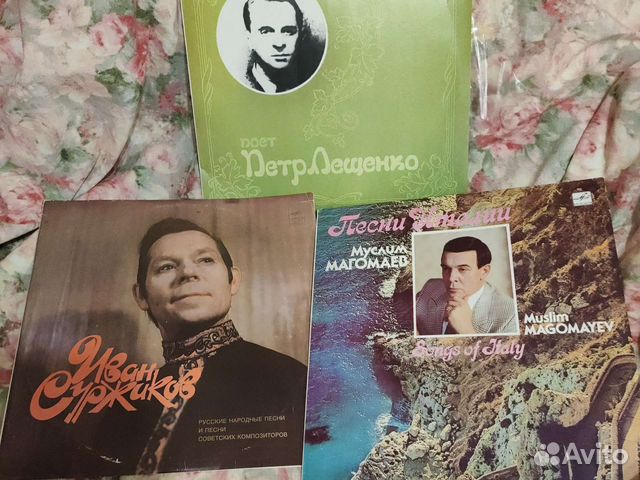 поет
Петр Лещенко
Иван
Суржиков
РУССКИЕ НАРОДНЫЕ ПЕСНИ
И ПЕСНИ
СОВЕТСКИХ КОМПОЗИТОРОВ
Песни Италии
Муслим
МАГОМАЕВ
Muslim
MAGOMAYEV
Songs of Italy
Avito